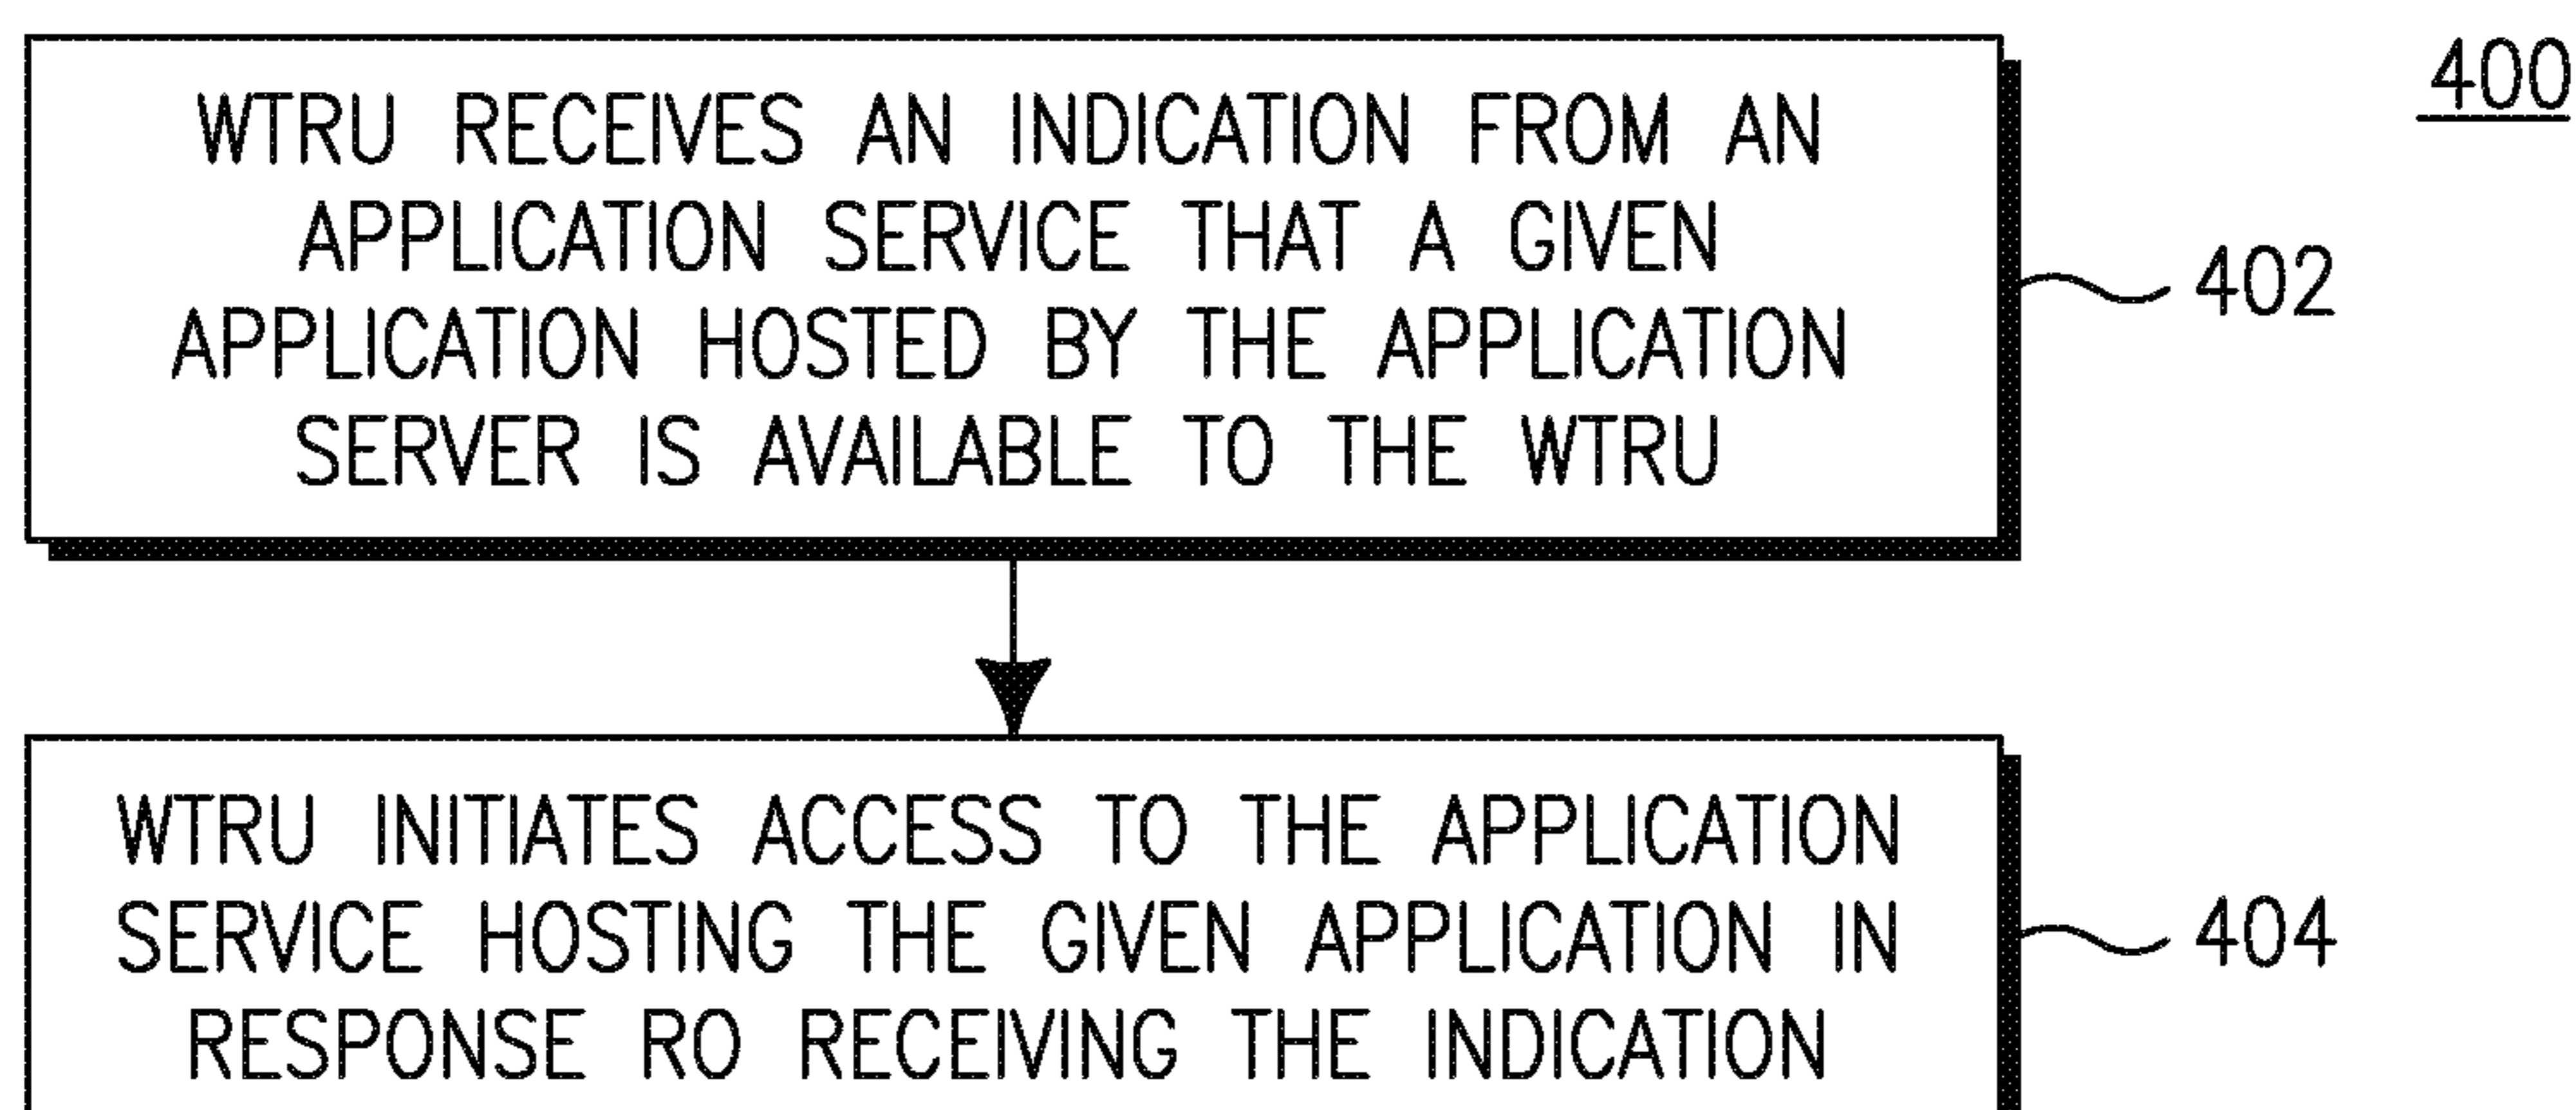 400
WTRU RECEIVES AN INDICATION FROM AN
APPLICATION SERVICE THAT A GIVEN
APPLICATION HOSTED BY THE APPLICATION
SERVER IS AVAILABLE TO THE WTRU
402
WTRU INITIATES ACCESS TO THE APPLICATION
SERVICE HOSTING THE GIVEN APPLICATION IN
RESPONSE RO RECEIVING THE INDICATION
404